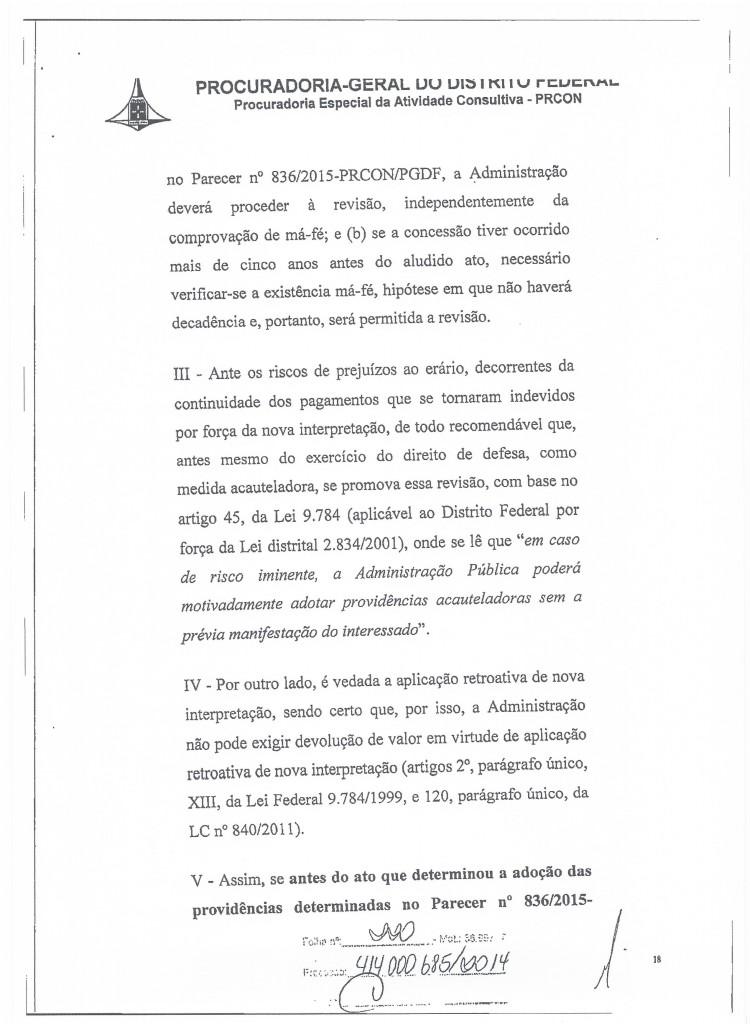 PROCURADORIA-GERAL DO DISTRITO FEDERAL
Procuradoria Especial da Atividade Consultiva - PRCON
no Parecer nº 836/2015-PRCON/PGDF, a Administração
deverá proceder à revisão, independentemente da
comprovação de má-fé; e (b) se a concessão tiver ocorrido
mais de cinco anos antes do aludido ato, necessário
verificar-se a existência má-fé, hipótese em que não haverá
decadência e, portanto, será permitida a revisão.
III - Ante os riscos de prejuízos ao erário, decorrentes da
continuidade dos pagamentos que se tornaram indevidos
por força da nova interpretação, de todo recomendável que,
antes mesmo do exercício do direito de defesa, como
medida acauteladora, se promova essa revisão, com base no
artigo 45, da Lei 9.784 (aplicável ao Distrito Federal por
força da Lei distrital 2.834/2001), onde se lê que “em caso
de risco iminente, a Administração Pública poderá
motivadamente adotar providências acauteladoras sem a
prévia manifestação do interessado”.
IV - Por outro lado, é vedada a aplicação retroativa de nova
interpretação, sendo certo que, por isso, a Administração
não pode exigir devolução de valor em virtude de aplicação
retroativa de nova interpretação (artigos 2º, parágrafo único,
XIII, da Lei Federal 9.784/1999, e 120, parágrafo único, da
LC nº 840/2011).
V - Assim, se antes do ato que determinou a adoção das
providências determinadas no Parecer nº 836/2015-
Folha nº: - Mat.:
Processo: 414.000685/2014
18